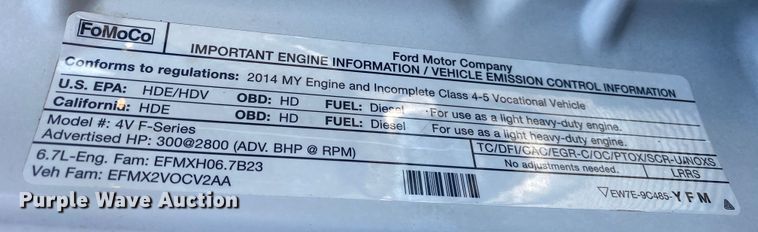 FoMoCo
Ford Motor Company
IMPORTANT ENGINE INFORMATION / VEHICLE EMISSION CONTROL INFORMATION
Conforms to regulations: 2014 MY Engine and Incomplete Class 4-5 Vocational Vehicle
U.S. EPA: HDE/HDV OBD: HD FUEL: Diesel For use as a light heavy-duty engine.
California: HDE OBD: HD FUEL: Diesel For use as a light heavy-duty engine.
Model #: 4V F-Series
Advertised HP: 300@2800 (ADV. BHP @ RPM)
TC/DFI/CAC/EGR-C/OC/PTOX/SCR-U/NOXS
No adjustments needed. LRRS
6.7L-Eng. Fam: EFMXH06.7B23
Veh Fam: EFMX2VOCV2AA
EW7E-9C485-YFM
Purple Wave Auction